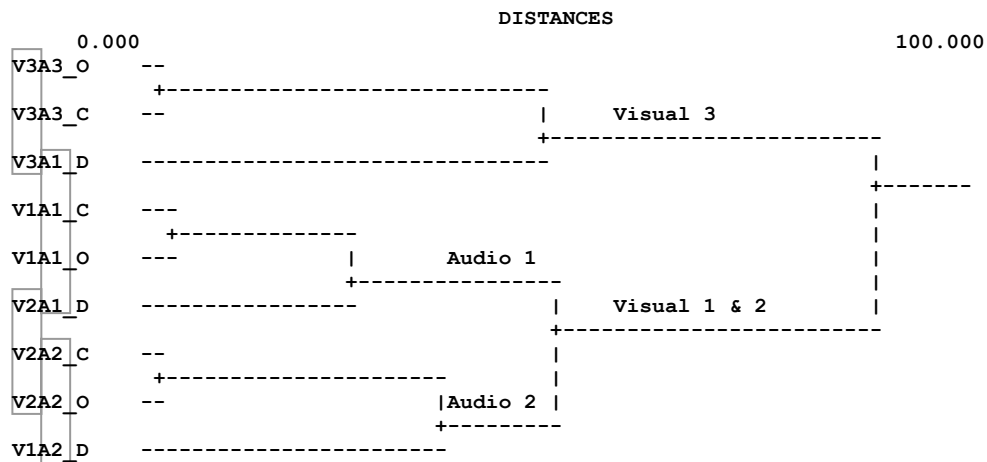 DISTANCES
0.000 100.000
V3A3_O
V3A3_C Visual 3
V3A1_D
V1A1_C
V1A1_O Audio 1
V2A1_D Visual 1 & 2
V2A2_C
V2A2_O Audio 2
V1A2_D